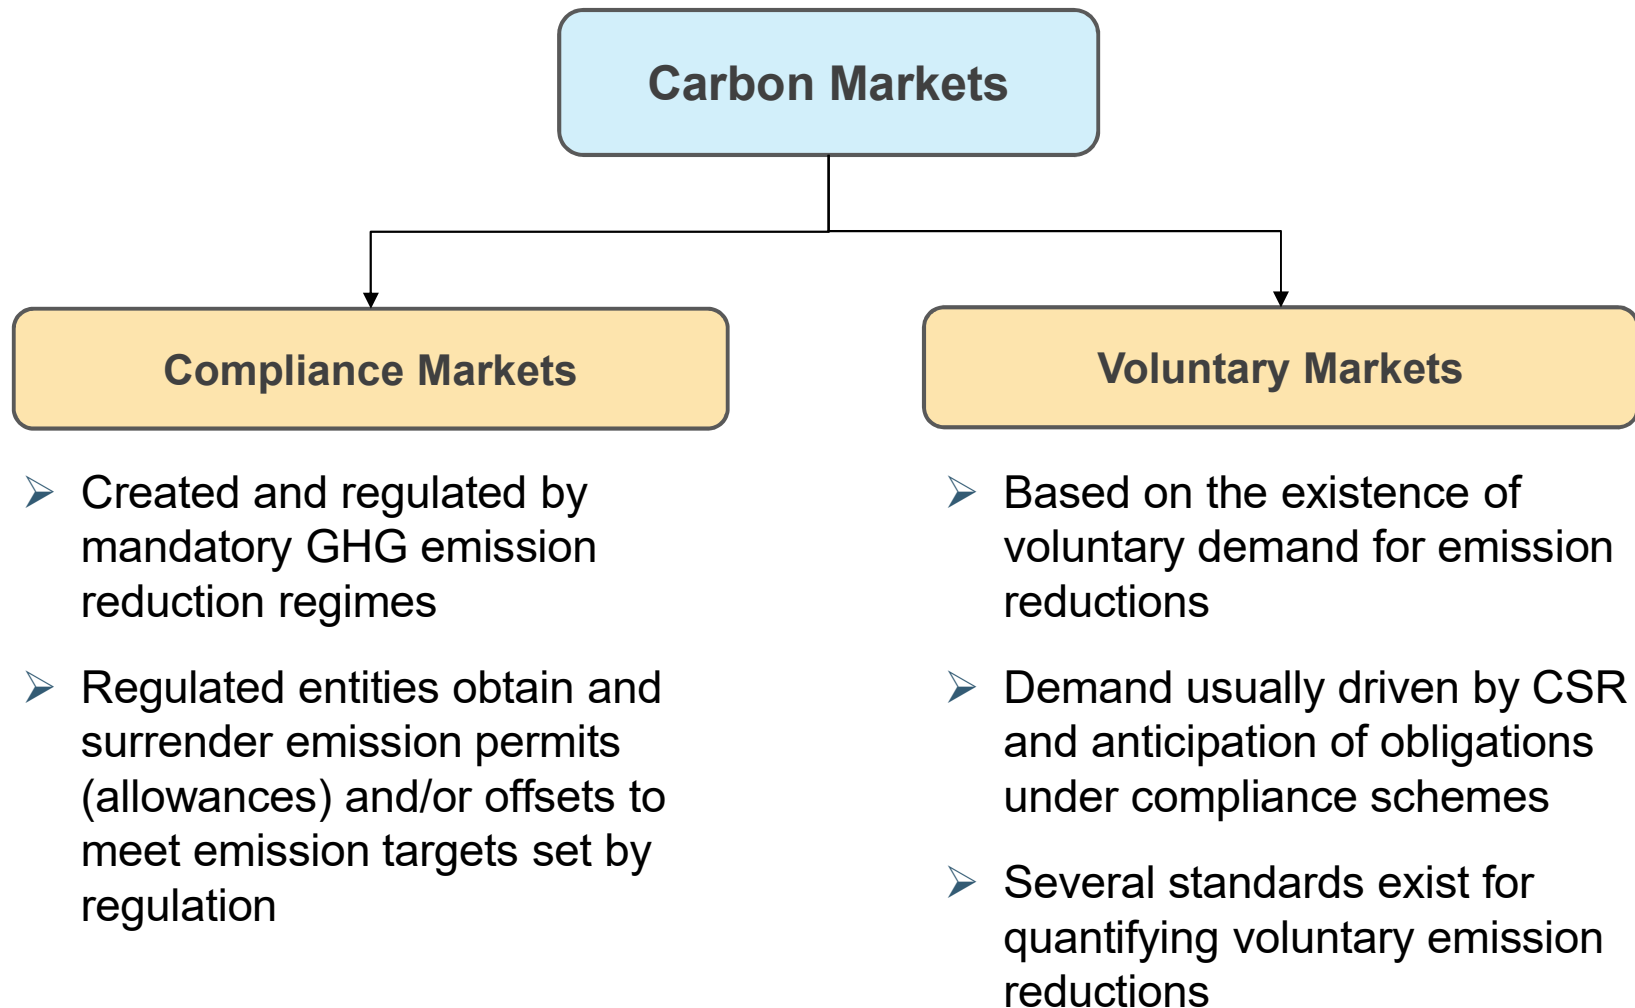 Carbon Markets
Compliance Markets
Created and regulated by
mandatory GHG emission
reduction regimes
Regulated entities obtain and
surrender emission permits
(allowances) and/or offsets to
meet emission targets set by
regulation
Voluntary Markets
Based on the existence of
voluntary demand for emission
reductions
Demand usually driven by CSR
and anticipation of obligations
under compliance schemes
Several standards exist for
quantifying voluntary emission
reductions